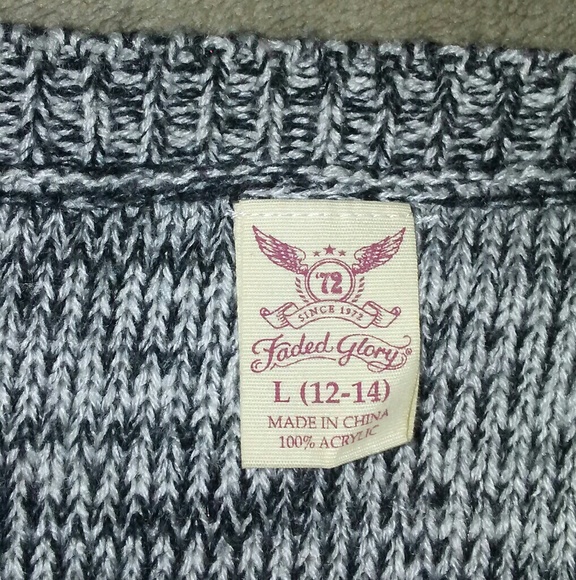 '72
SINCE 1972
Faded Glory®
L (12-14)
MADE IN CHINA
100% ACRYLIC